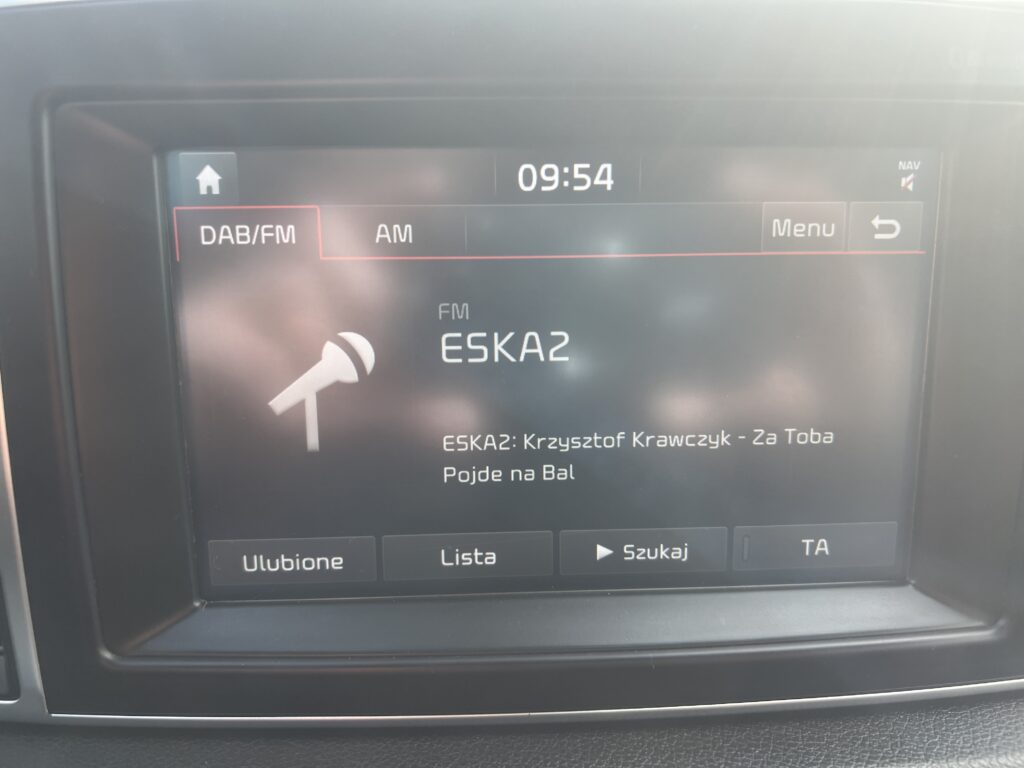 09:54
NAV
DAB/FM
AM
Menu
FM
ESKA2
ESKA2: Krzysztof Krawczyk - Za Toba
Pojde na Bal
Ulubione
Lista
Szukaj
TA